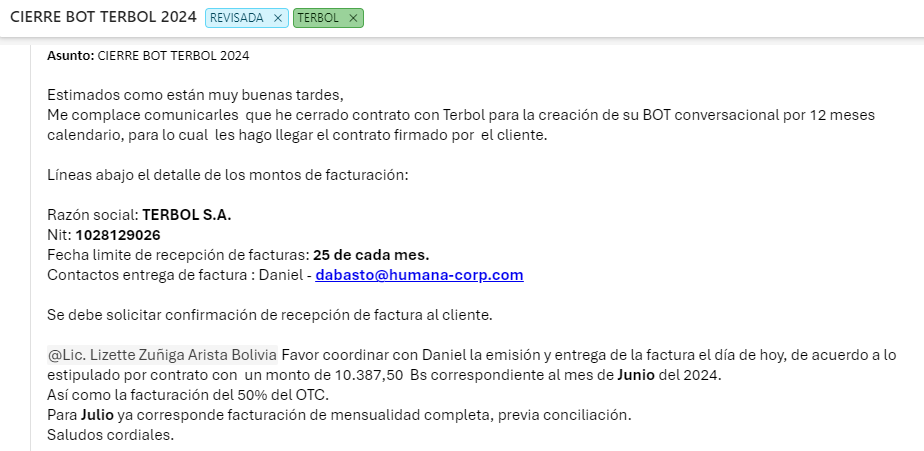 CIERRE BOT TERBOL 2024 REVISADA × TERBOL ×
Asunto: CIERRE BOT TERBOL 2024
Estimados como están muy buenas tardes,
Me complace comunicarles que he cerrado contrato con Terbol para la creación de su BOT conversacional por 12 meses
calendario, para lo cual les hago llegar el contrato firmado por el cliente.
Líneas abajo el detalle de los montos de facturación:
Razón social: TERBOL S.A.
Nit: 1028129026
Fecha limite de recepción de facturas: 25 de cada mes.
Contactos entrega de factura : Daniel - dabasto@humana-corp.com
Se debe solicitar confirmación de recepción de factura al cliente.
@Lic. Lizette Zuñiga Arista Bolivia Favor coordinar con Daniel la emisión y entrega de la factura el día de hoy, de acuerdo a lo
estipulado por contrato con un monto de 10.387,50 Bs correspondiente al mes de Junio del 2024.
Así como la facturación del 50% del OTC.
Para Julio ya corresponde facturación de mensualidad completa, previa conciliación.
Saludos cordiales.